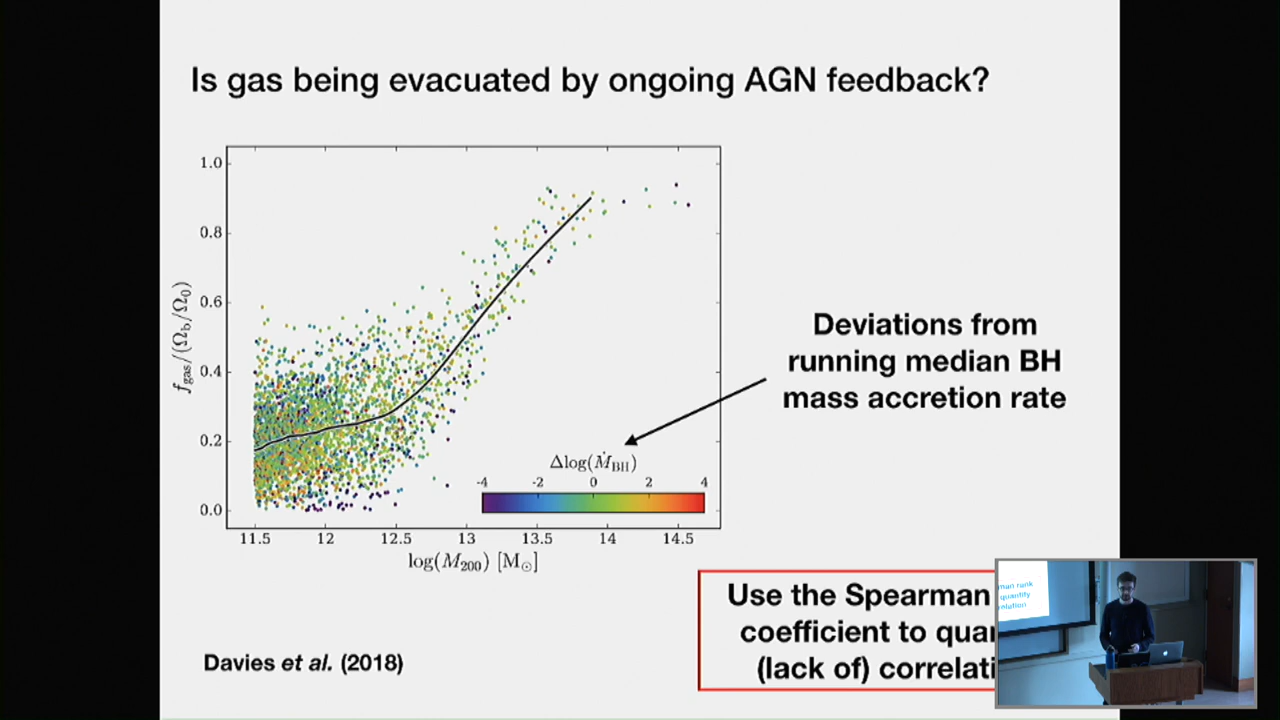 Is gas being evacuated by ongoing AGN feedback?
1.0
0.8
0.6
0.4
0.2
0.0
f_gas/(Ω_b/Ω_0)
11.5 12 12.5 13 13.5 14 14.5
log(M_200) [M_⊙]
Δlog(Ṁ_BH)
-4 -2 0 2 4
Deviations from
running median BH
mass accretion rate
Use the Spearman
coefficient to
(lack of)
Davies et al. (2018)
rank
quantity